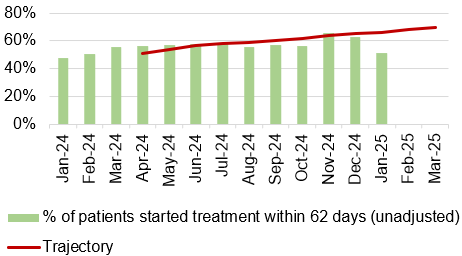 80%
60%
40%
20%
0%
Jan-24
Feb-24
Mar-24
Apr-24
May-24
Jun-24
Jul-24
Aug-24
Sep-24
Oct-24
Nov-24
Dec-24
Jan-25
Feb-25
Mar-25
% of patients started treatment within 62 days (unadjusted)
Trajectory